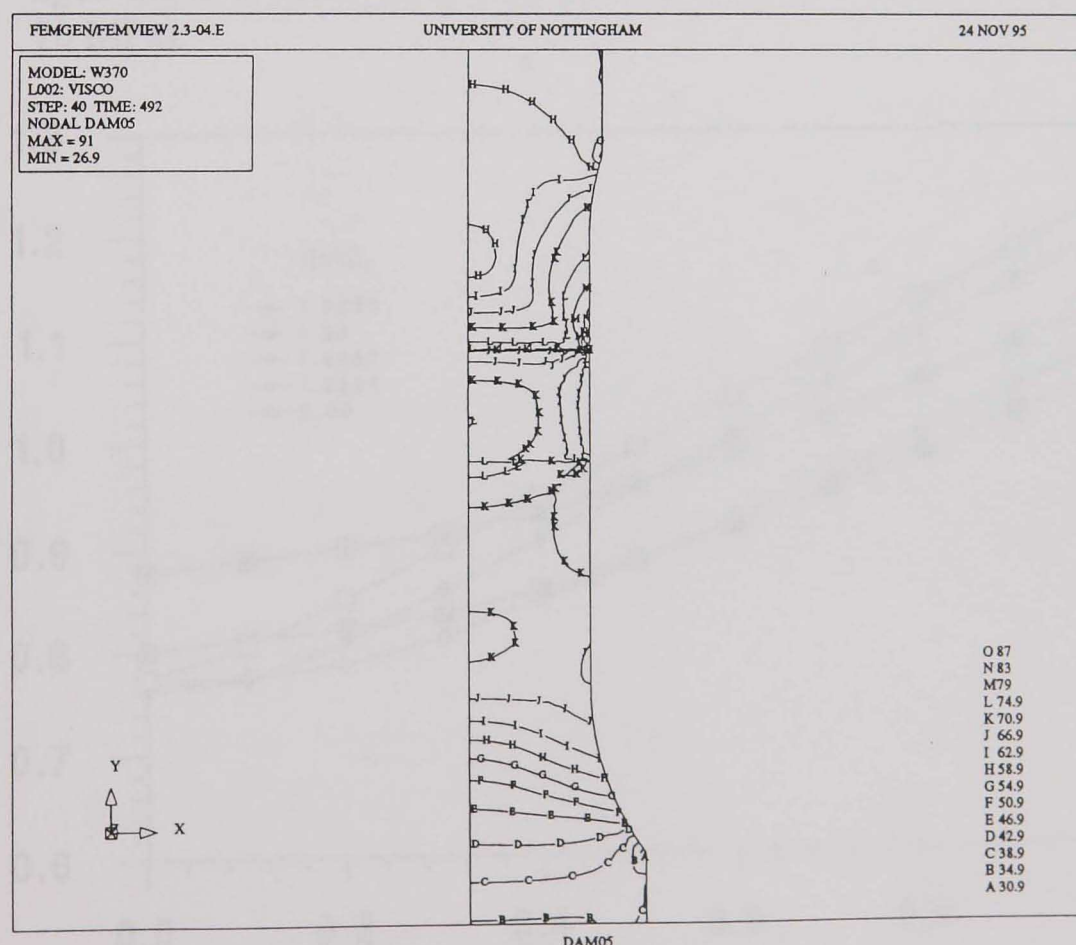 FEMGEN/FEMVIEW 2.3-04.E UNIVERSITY OF NOTTINGHAM 24 NOV 95
MODEL: W370
L002: VISCO
STEP: 40 TIME: 492
NODAL DAM05
MAX = 91
MIN = 26.9
O 87
N 83
M79
L 74.9
K 70.9
J 66.9
I 62.9
H 58.9
G 54.9
F 50.9
E 46.9
D 42.9
C 38.9
B 34.9
A 30.9
Y
X
DAM05